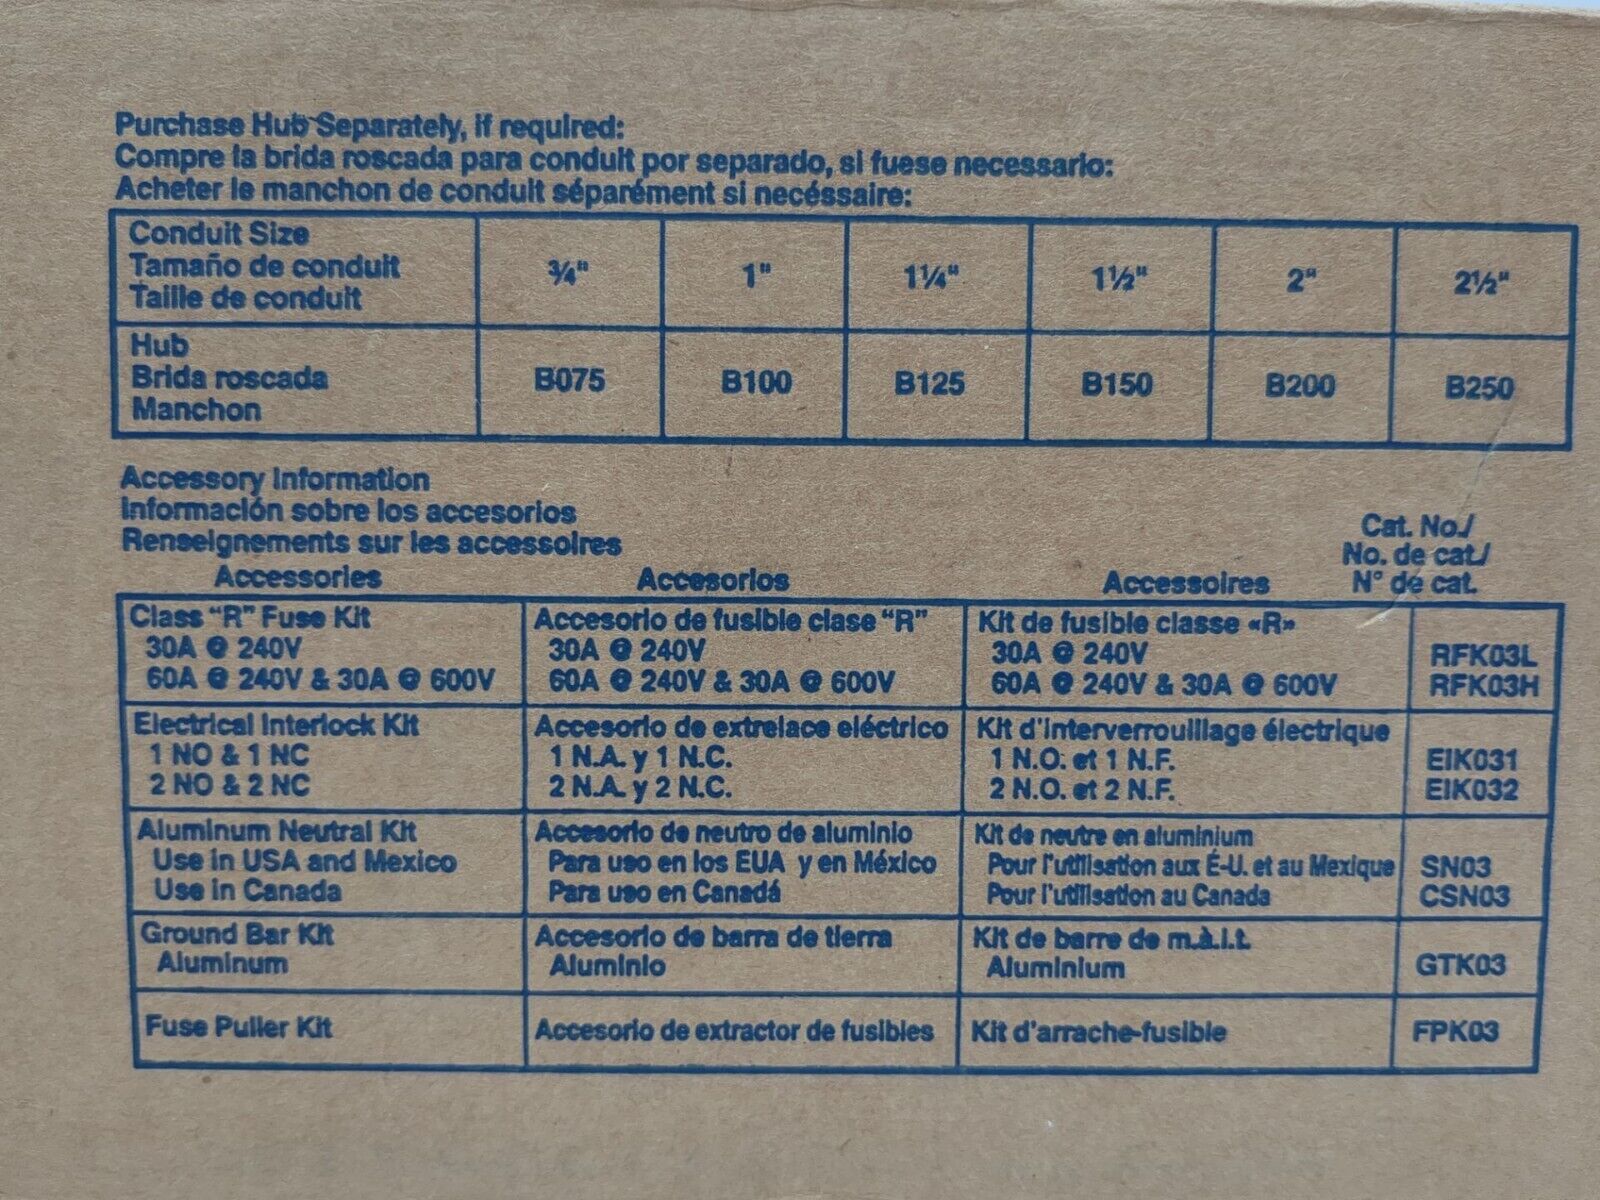 Purchase Hub Separately, if required:
Compre la brida roscada para conduit por separado, si fuese necessario:
Acheter le manchon de conduit séparément si necéssaire:
Conduit Size
Tamaño de conduit
Taille de conduit
¾" 1" 1¼" 1½" 2" 2½"
Hub
Brida roscada
Manchon
B075 B100 B125 B150 B200 B250
Accessory Information
Información sobre los accesorios
Renseignements sur les accessoires
Cat. No./
No. de cat./
N° de cat.
Accessories Accesorios Accessoires
Class "R" Fuse Kit
30A @ 240V
60A @ 240V & 30A @ 600V
Accesorio de fusible clase "R"
30A @ 240V
60A @ 240V & 30A @ 600V
Kit de fusible classe «R»
30A @ 240V
60A @ 240V & 30A @ 600V
RFK03L
RFK03H
Electrical Interlock Kit
1 NO & 1 NC
2 NO & 2 NC
Accesorio de extrelace eléctrico
1 N.A. y 1 N.C.
2 N.A. y 2 N.C.
Kit d'interverrouillage électrique
1 N.O. et 1 N.F.
2 N.O. et 2 N.F.
EIK031
EIK032
Aluminum Neutral Kit
Use in USA and Mexico
Use in Canada
Accesorio de neutro de aluminio
Para uso en los EUA y en México
Para uso en Canadá
Kit de neutre en aluminium
Pour l'utilisation aux É-U. et au Mexique
Pour l'utilisation au Canada
SN03
CSN03
Ground Bar Kit
Aluminum
Accesorio de barra de tierra
Aluminio
Kit de barre de m.à.l.t.
Aluminium
GTK03
Fuse Puller Kit
Accesorio de extractor de fusibles
Kit d'arrache-fusible
FPK03